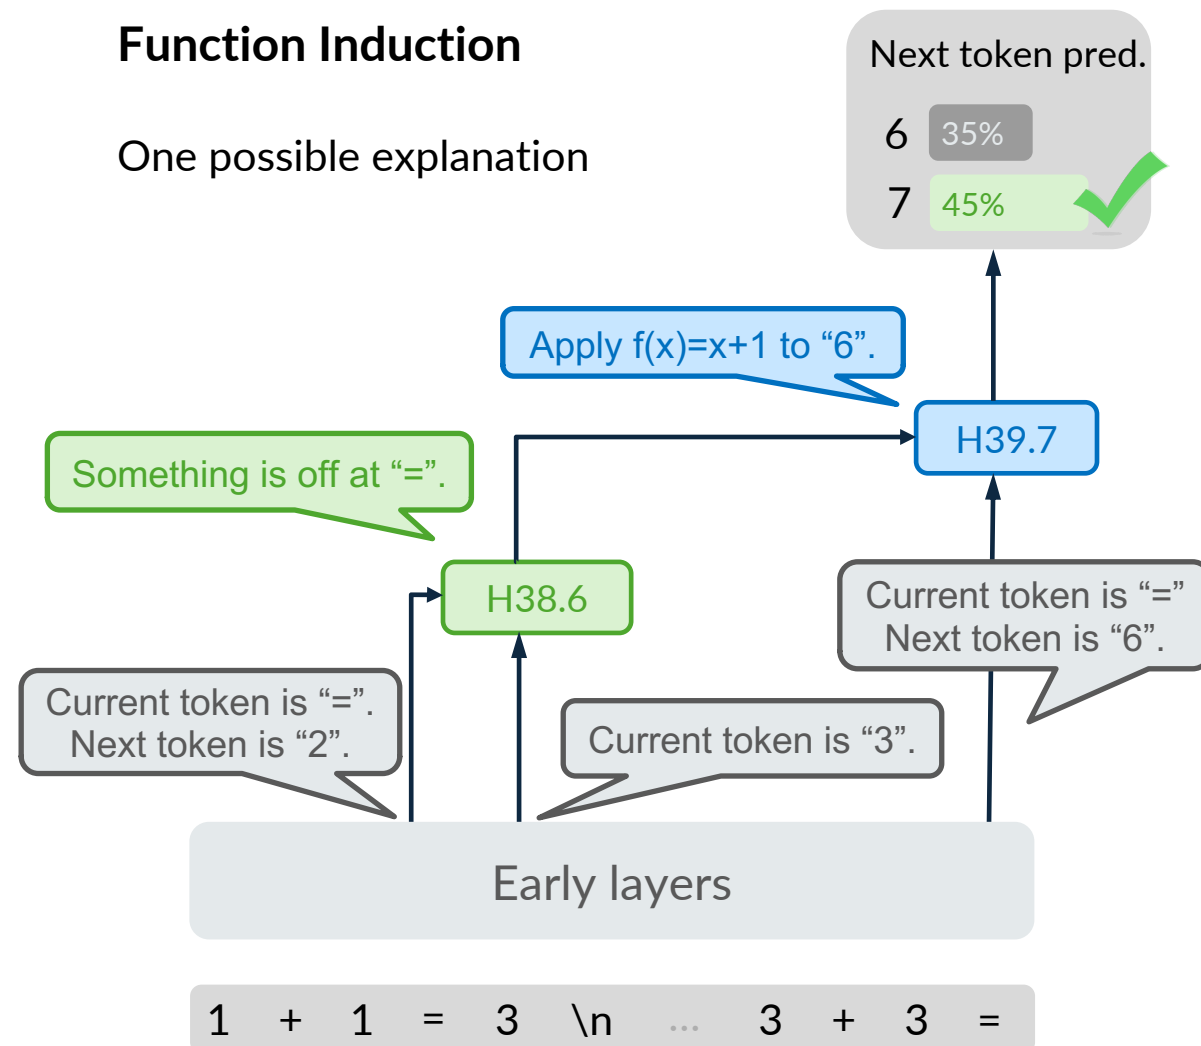 Function Induction
One possible explanation
Next token pred.
6 35%
7 45%
Apply f(x)=x+1 to “6”.
H39.7
Something is off at “=”.
H38.6
Current token is “=”
Next token is “6”.
Current token is “=”.
Next token is “2”.
Current token is “3”.
Early layers
1 + 1 = 3 \n ... 3 + 3 =